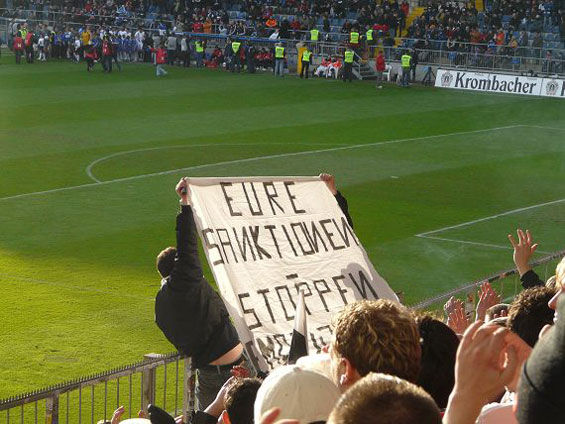 Krombacher
EURE
SANKTIONEN
STOPPEN